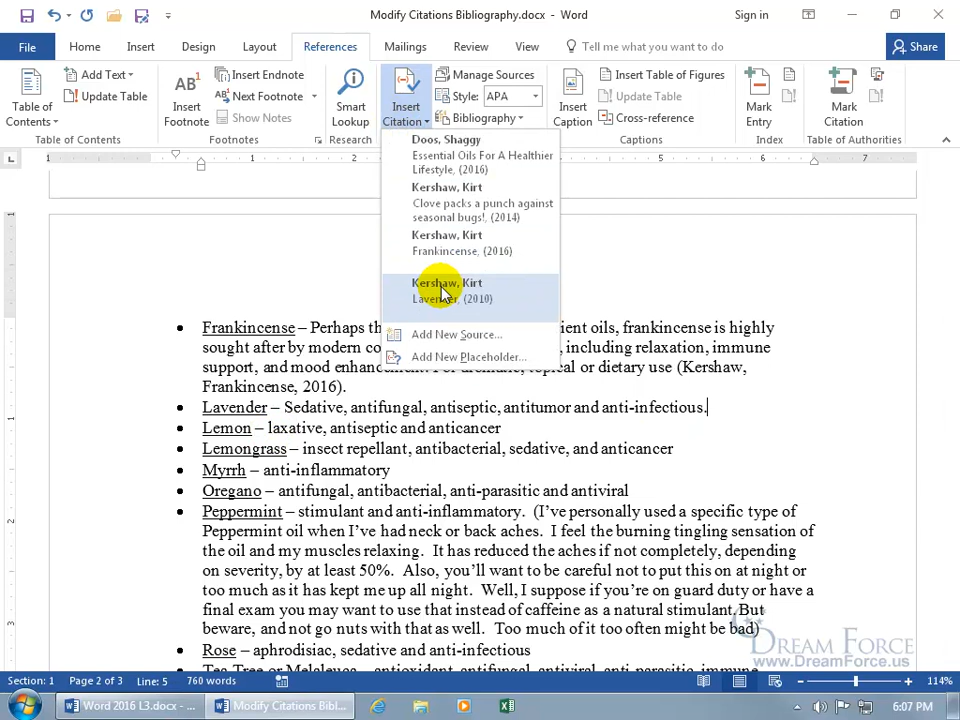 Modify Citations Bibliography.docx - Word
Sign in
File Home Insert Design Layout References Mailings Review View Tell me what you want to do Share
Table of Contents
Add Text
Update Table
Table of Contents
AB1
Insert Footnote
Insert Endnote
Next Footnote
Show Notes
Footnotes
Smart Lookup
Research
Insert Citation
Manage Sources
Style: APA
Bibliography
Insert Caption
Insert Table of Figures
Update Table
Cross-reference
Captions
Mark Entry
Index
Mark Citation
Table of Authorities
Doos, Shaggy
Essential Oils For A Healthier
Lifestyle, (2016)
Kershaw, Kirt
Clove packs a punch against
seasonal bugs!, (2014)
Kershaw, Kirt
Frankincense, (2016)
Kershaw, Kirt
Lavender, (2010)
Add New Source...
Add New Placeholder...
• Frankincense – Perhaps th ient oils, frankincense is highly
sought after by modern co , including relaxation, immune
support, and mood enhancement. For aromatic, topical or dietary use (Kershaw,
Frankincense, 2016).
• Lavender – Sedative, antifungal, antiseptic, antitumor and anti-infectious.
• Lemon – laxative, antiseptic and anticancer
• Lemongrass – insect repellant, antibacterial, sedative, and anticancer
• Myrrh – anti-inflammatory
• Oregano – antifungal, antibacterial, anti-parasitic and antiviral
• Peppermint – stimulant and anti-inflammatory. (I’ve personally used a specific type of
Peppermint oil when I’ve had neck or back aches. I feel the burning tingling sensation of
the oil and my muscles relaxing. It has reduced the aches if not completely, depending
on severity, by at least 50%. Also, you’ll want to be careful not to put this on at night or
too much as it has kept me up all night. Well, I suppose if you’re on guard duty or have a
final exam you may want to use that instead of caffeine as a natural stimulant. But
beware, and not go nuts with that as well. Too much of it too often might be bad)
• Rose – aphrodisiac, sedative and anti-infectious
• Tea Tree or Melaleuca – antioxidant, antifungal, antiviral, anti-parasitic, immune
DREAM FORCE
www.DreamForce.us
Section: 1 Page 2 of 3 Line: 5 760 words 114%
Word 2016 L3.docx - ... Modify Citations Bibl... 6:07 PM